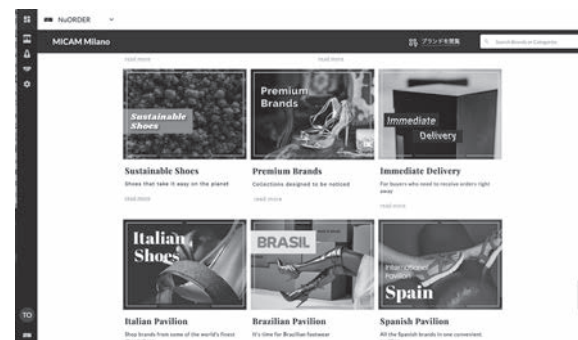 NuORDER
MICAM Milano
ブランドを閲覧
Search Brands or Categories
read more
read more
Sustainable
Shoes
Premium
Brands
Immediate
Delivery
Sustainable Shoes
Premium Brands
Immediate Delivery
Shoes that take it easy on the planet
Collections designed to be noticed
For buyers who need to receive orders right
away
read more
read more
read more
Italian
Shoes
BRASIL
International
Pavilion
Spain
Italian Pavilion
Brazilian Pavilion
Spanish Pavilion
Shop brands from some of the world's finest
It's time for Brazilian footwear
All the Spanish brands in one convenient
TO